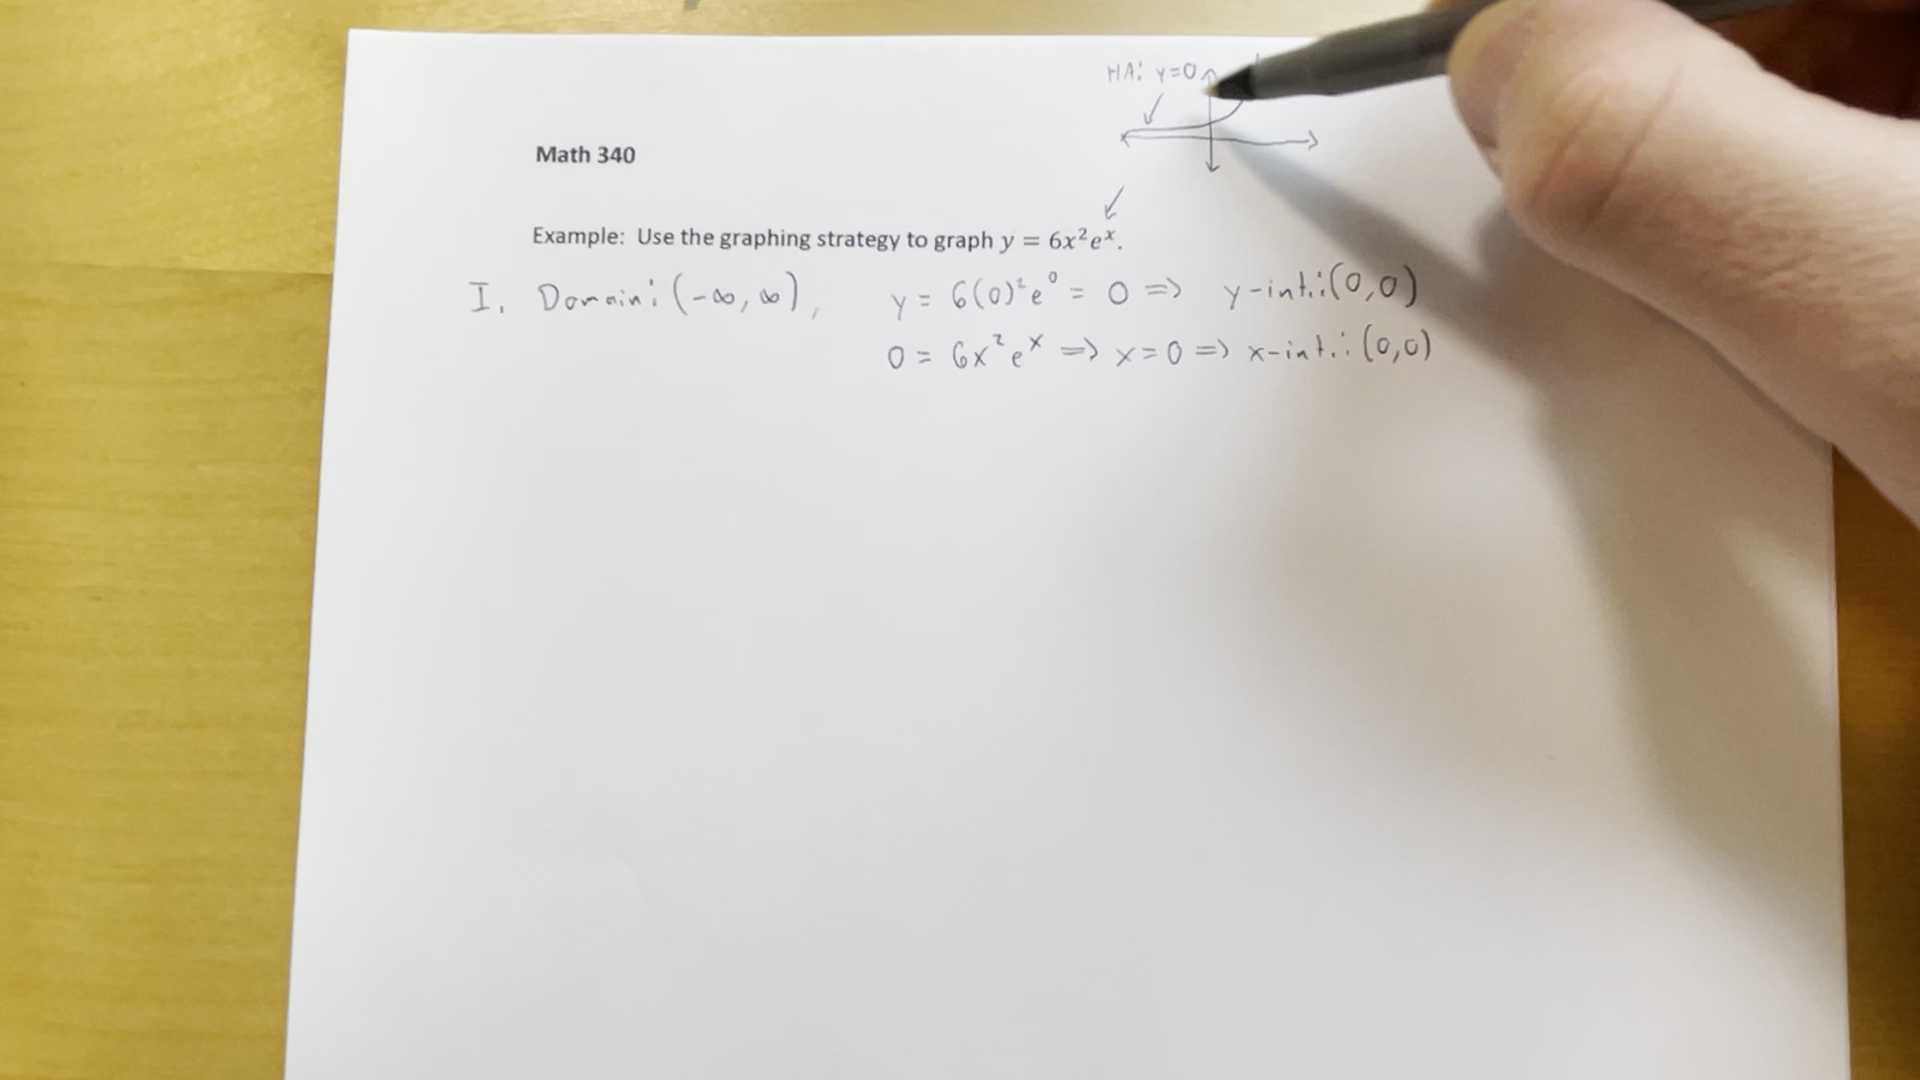 HA: y=0
Math 340
Example: Use the graphing strategy to graph y = 6x²eˣ.
I. Domain: (-∞, ∞), y = 6(0)²e⁰ = 0 => y-int.: (0,0)
0 = 6x²eˣ => x=0 => x-int.: (0,0)